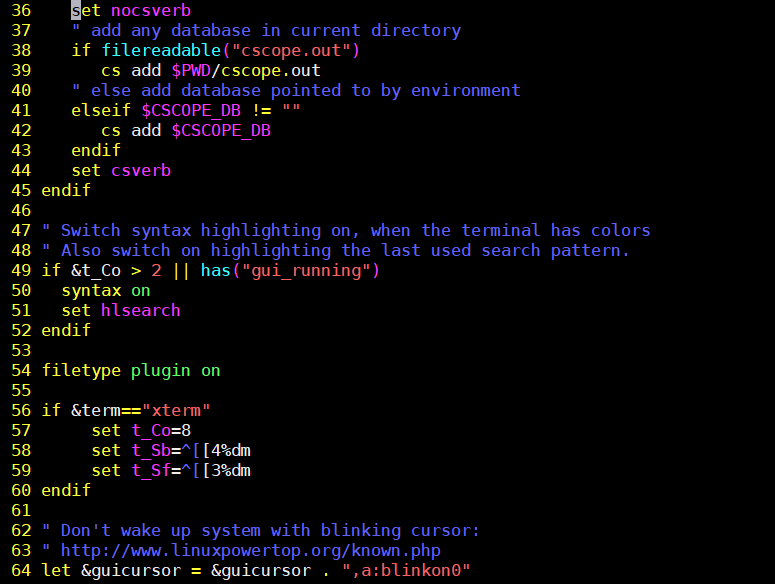 36    set nocsverb
37    " add any database in current directory
38    if filereadable("cscope.out")
39       cs add $PWD/cscope.out
40    " else add database pointed to by environment
41    elseif $CSCOPE_DB != ""
42       cs add $CSCOPE_DB
43    endif
44    set csverb
45 endif
46
47 " Switch syntax highlighting on, when the terminal has colors
48 " Also switch on highlighting the last used search pattern.
49 if &t_Co > 2 || has("gui_running")
50   syntax on
51   set hlsearch
52 endif
53
54 filetype plugin on
55
56 if &term=="xterm"
57      set t_Co=8
58      set t_Sb=^[[4%dm
59      set t_Sf=^[[3%dm
60 endif
61
62 " Don't wake up system with blinking cursor:
63 " http://www.linuxpowertop.org/known.php
64 let &guicursor = &guicursor . ",a:blinkon0"